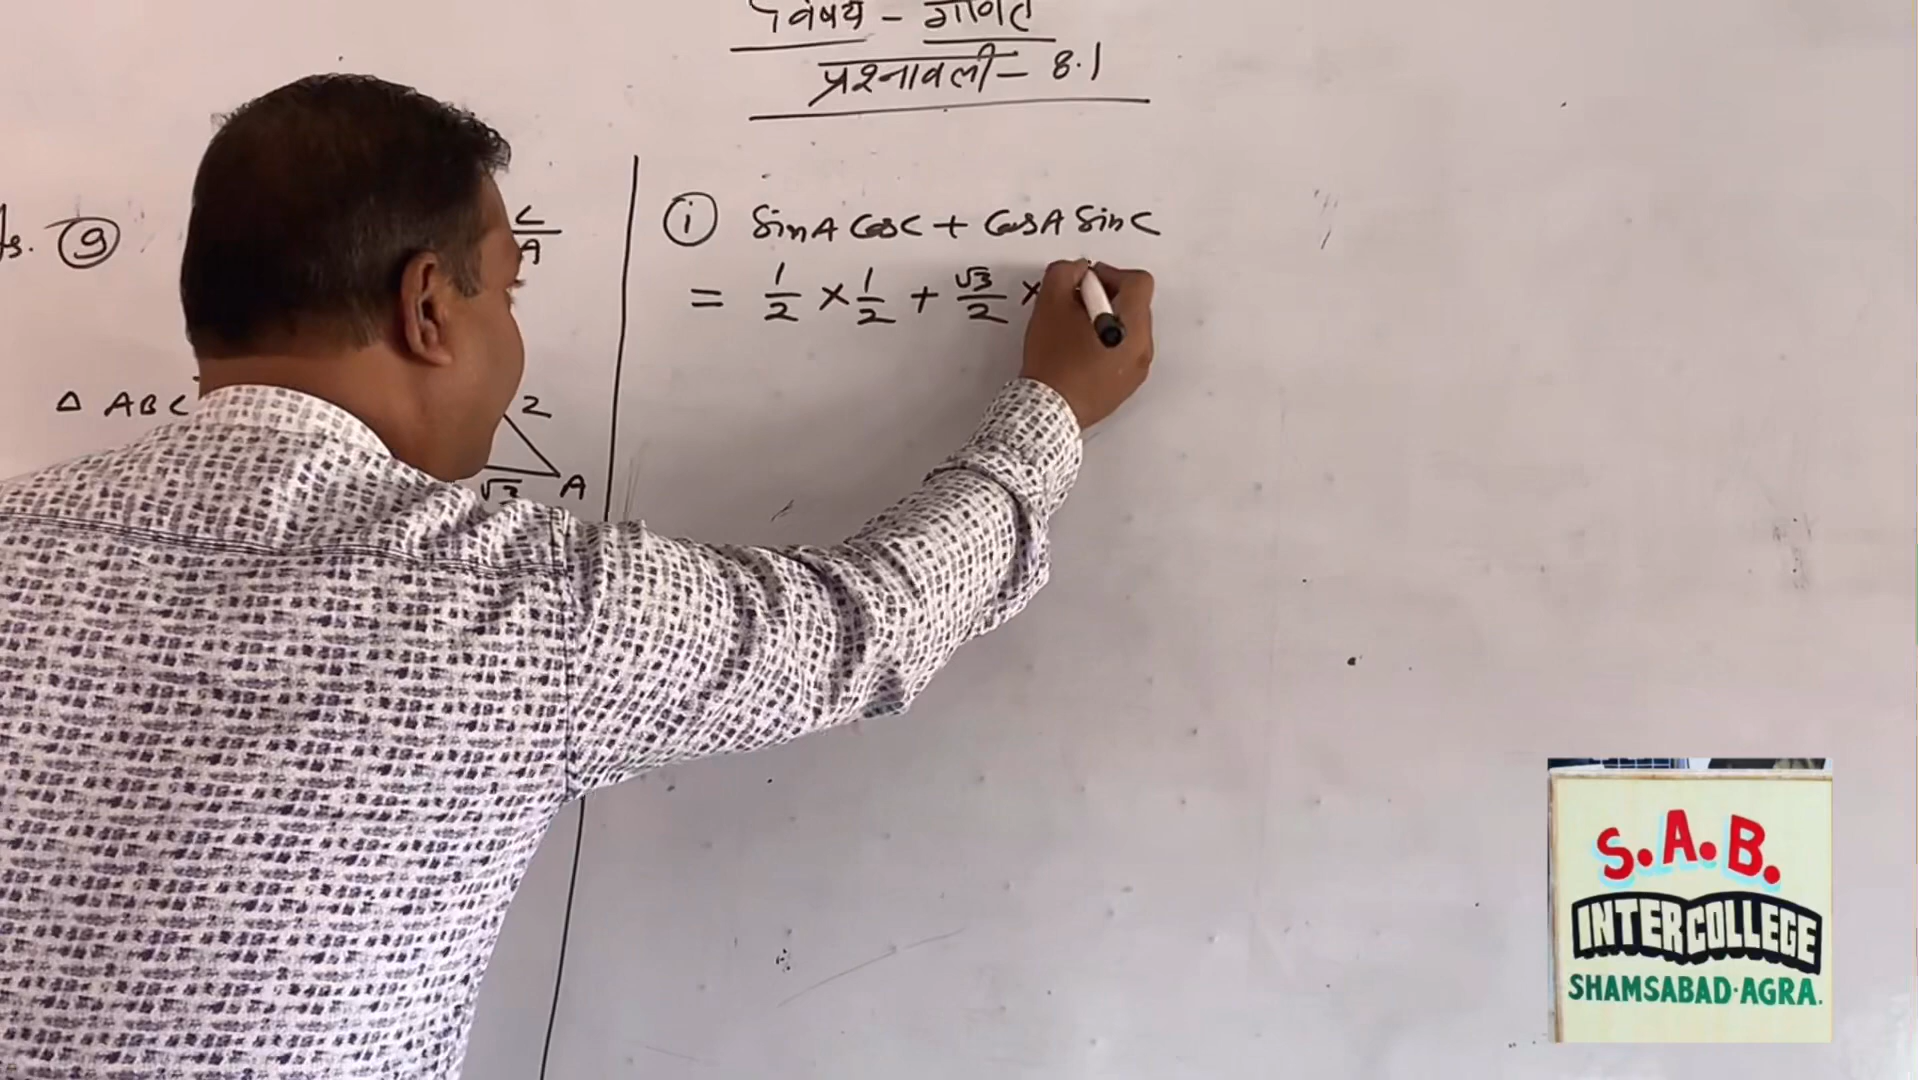 विषय - गणित
प्रश्नावली - 8.1
9
C
A
Δ ABC
2
√3 A
i SinA CosC + CosA SinC
= 1/2 × 1/2 + √3/2 ×
S.A.B.
INTER COLLEGE
SHAMSABAD·AGRA.